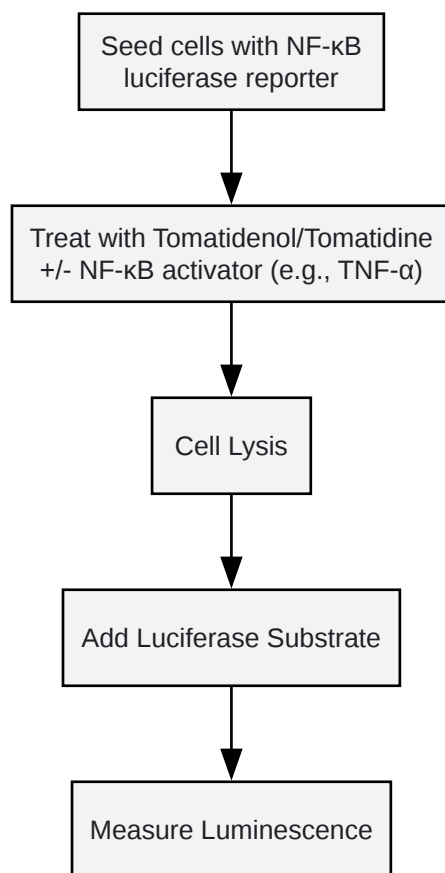 Seed cells with NF-κB
luciferase reporter
Treat with Tomatidenol/Tomatidine
+/- NF-κB activator (e.g., TNF-α)
Cell Lysis
Add Luciferase Substrate
Measure Luminescence